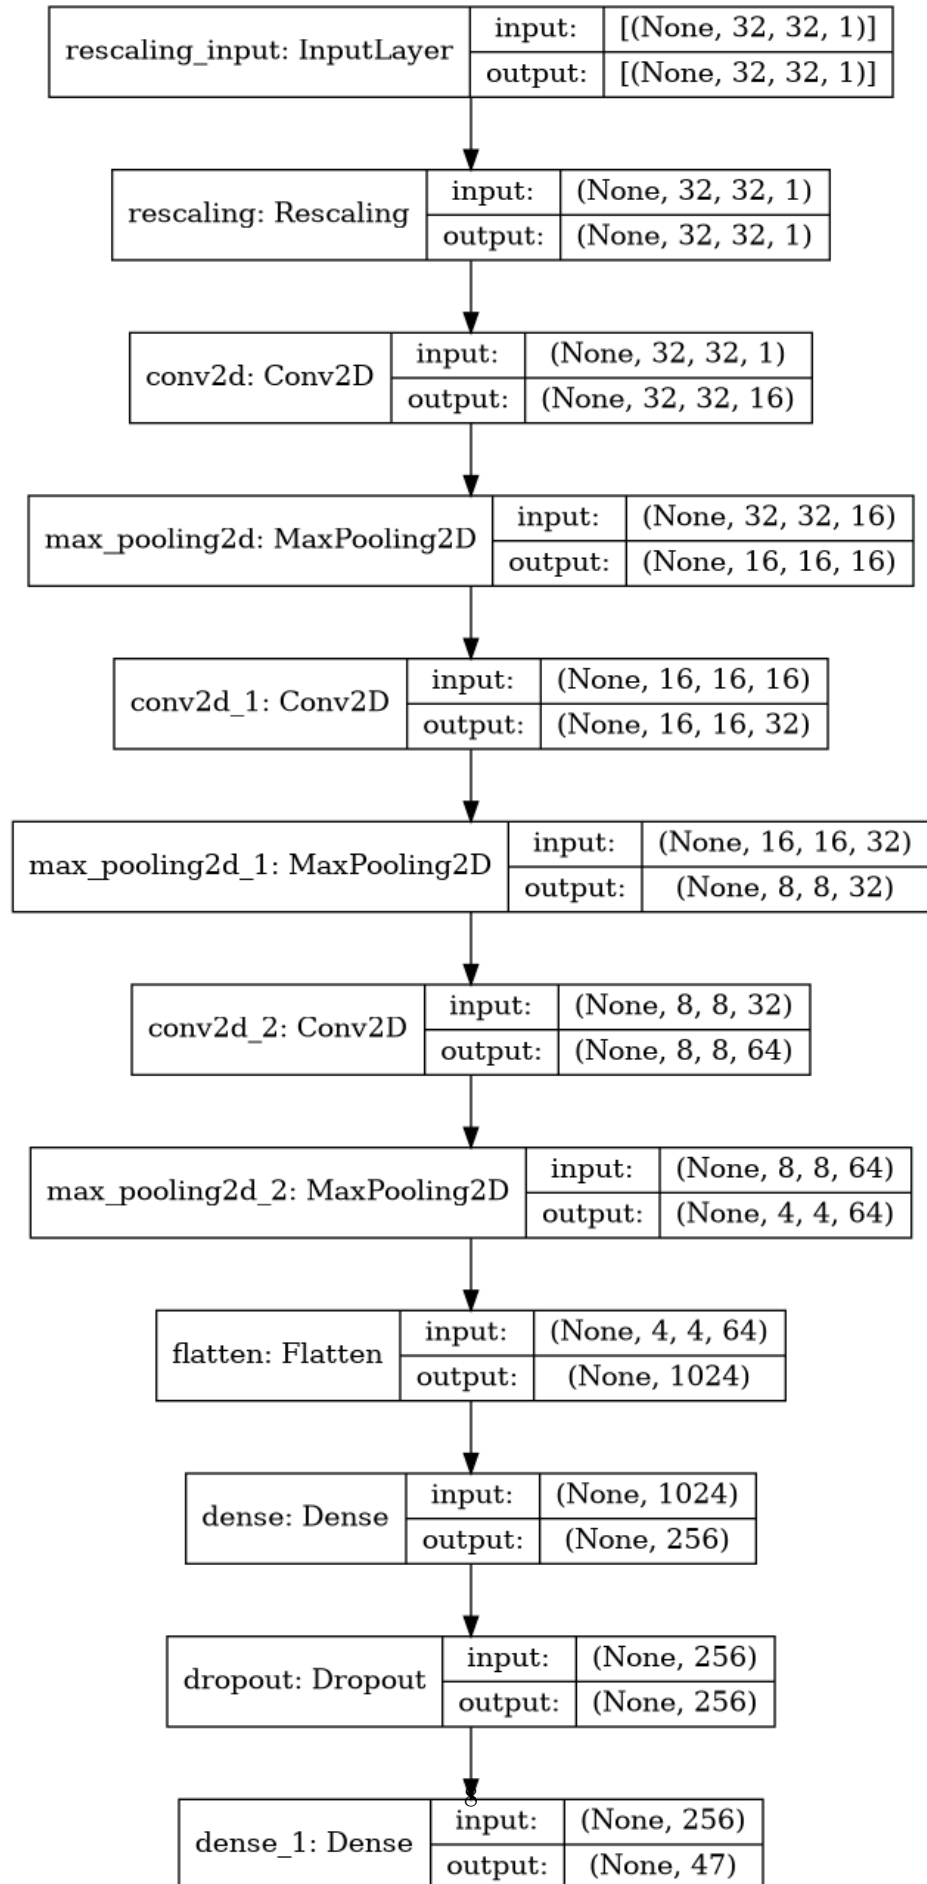 rescaling_input: InputLayer
input: [(None, 32, 32, 1)]
output: [(None, 32, 32, 1)]
rescaling: Rescaling
input: (None, 32, 32, 1)
output: (None, 32, 32, 1)
conv2d: Conv2D
input: (None, 32, 32, 1)
output: (None, 32, 32, 16)
max_pooling2d: MaxPooling2D
input: (None, 32, 32, 16)
output: (None, 16, 16, 16)
conv2d_1: Conv2D
input: (None, 16, 16, 16)
output: (None, 16, 16, 32)
max_pooling2d_1: MaxPooling2D
input: (None, 16, 16, 32)
output: (None, 8, 8, 32)
conv2d_2: Conv2D
input: (None, 8, 8, 32)
output: (None, 8, 8, 64)
max_pooling2d_2: MaxPooling2D
input: (None, 8, 8, 64)
output: (None, 4, 4, 64)
flatten: Flatten
input: (None, 4, 4, 64)
output: (None, 1024)
dense: Dense
input: (None, 1024)
output: (None, 256)
dropout: Dropout
input: (None, 256)
output: (None, 256)
dense_1: Dense
input: (None, 256)
output: (None, 47)